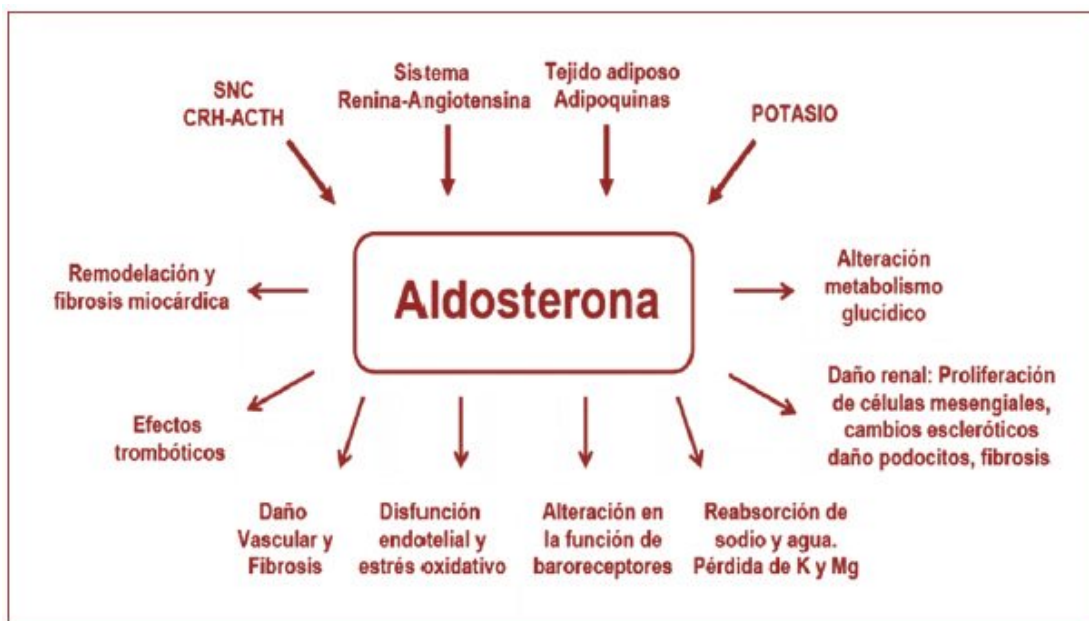 SNC
CRH-ACTH
Sistema
Renina-Angiotensina
Tejido adiposo
Adipoquinas
POTASIO
Aldosterona
Remodelación y
fibrosis miocárdica
Alteración
metabolismo
glucídico
Efectos
trombóticos
Daño renal: Proliferación
de células mesengiales,
cambios escleróticos
daño podocitos, fibrosis
Daño
Vascular y
Fibrosis
Disfunción
endotelial y
estrés oxidativo
Alteración en
la función de
baroreceptores
Reabsorción de
sodio y agua.
Pérdida de K y Mg